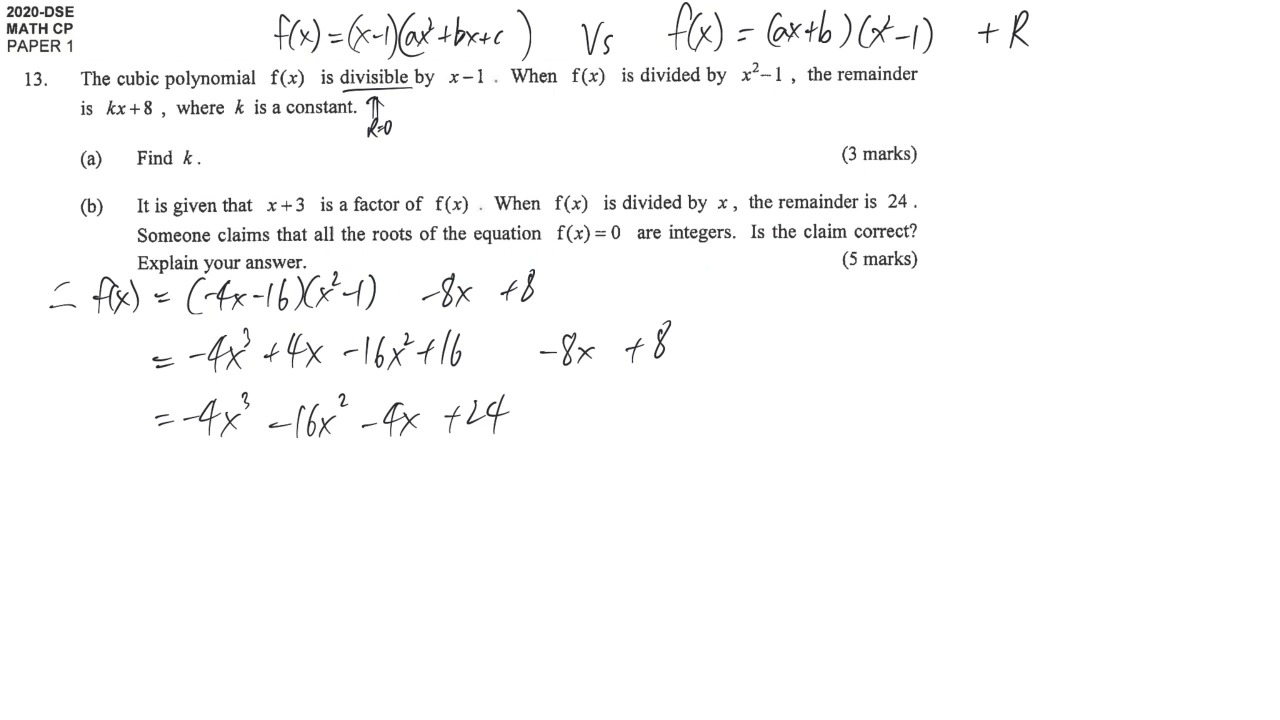 2020-DSE
MATH CP
PAPER 1
f(x) = (x-1)(ax²+bx+c) Vs f(x) = (ax+b)(x²-1) + R
13. The cubic polynomial f(x) is divisible by x−1 . When f(x) is divided by x²−1 , the remainder
is kx+8 , where k is a constant.
R=0
(a) Find k . (3 marks)
(b) It is given that x+3 is a factor of f(x) . When f(x) is divided by x , the remainder is 24 .
Someone claims that all the roots of the equation f(x)=0 are integers. Is the claim correct?
Explain your answer. (5 marks)
∴ f(x) = (-4x-16)(x²-1) -8x +8
= -4x³ + 4x -16x² +16 -8x +8
= -4x³ -16x² -4x +24